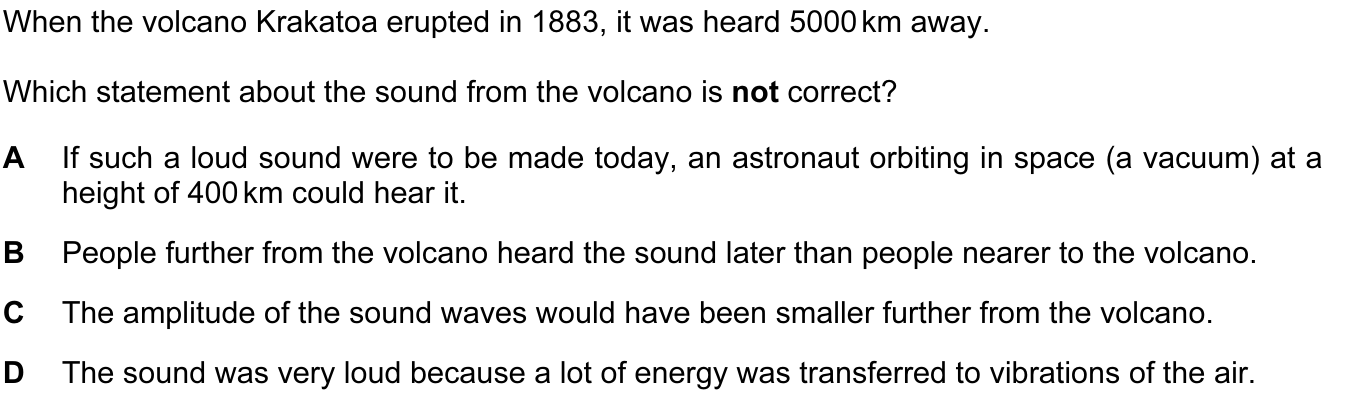 When the volcano Krakatoa erupted in 1883, it was heard 5000 km away.
Which statement about the sound from the volcano is not correct?
A If such a loud sound were to be made today, an astronaut orbiting in space (a vacuum) at a
height of 400 km could hear it.
B People further from the volcano heard the sound later than people nearer to the volcano.
C The amplitude of the sound waves would have been smaller further from the volcano.
D The sound was very loud because a lot of energy was transferred to vibrations of the air.